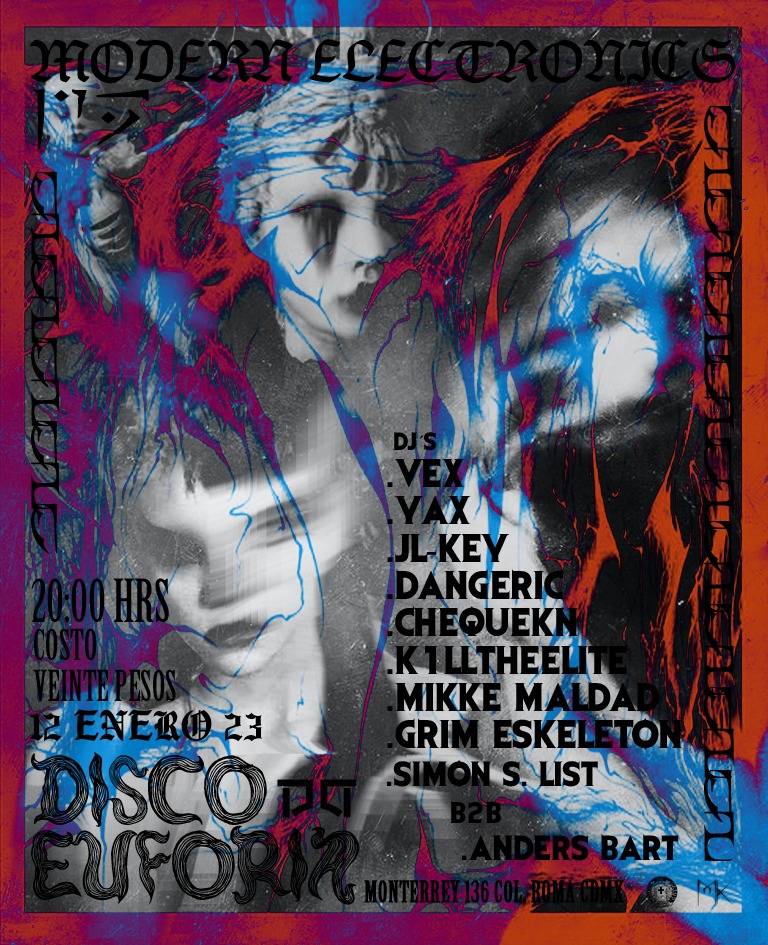 MODERN ELECTRONICS
DJ'S
.VEX
.YAX
.JL-KEY
.DANGERIC
.CHEQUEKN
.K1LLTHEELITE
.MIKKE MALDAD
.GRIM ESKELETON
.SIMON S. LIST
B2B
.ANDERS BART
20:00 HRS
COSTO
VEINTE PESOS
12 ENERO 23
DISCO
EUFORIA
MONTERREY 136 COL. ROMA CDMX